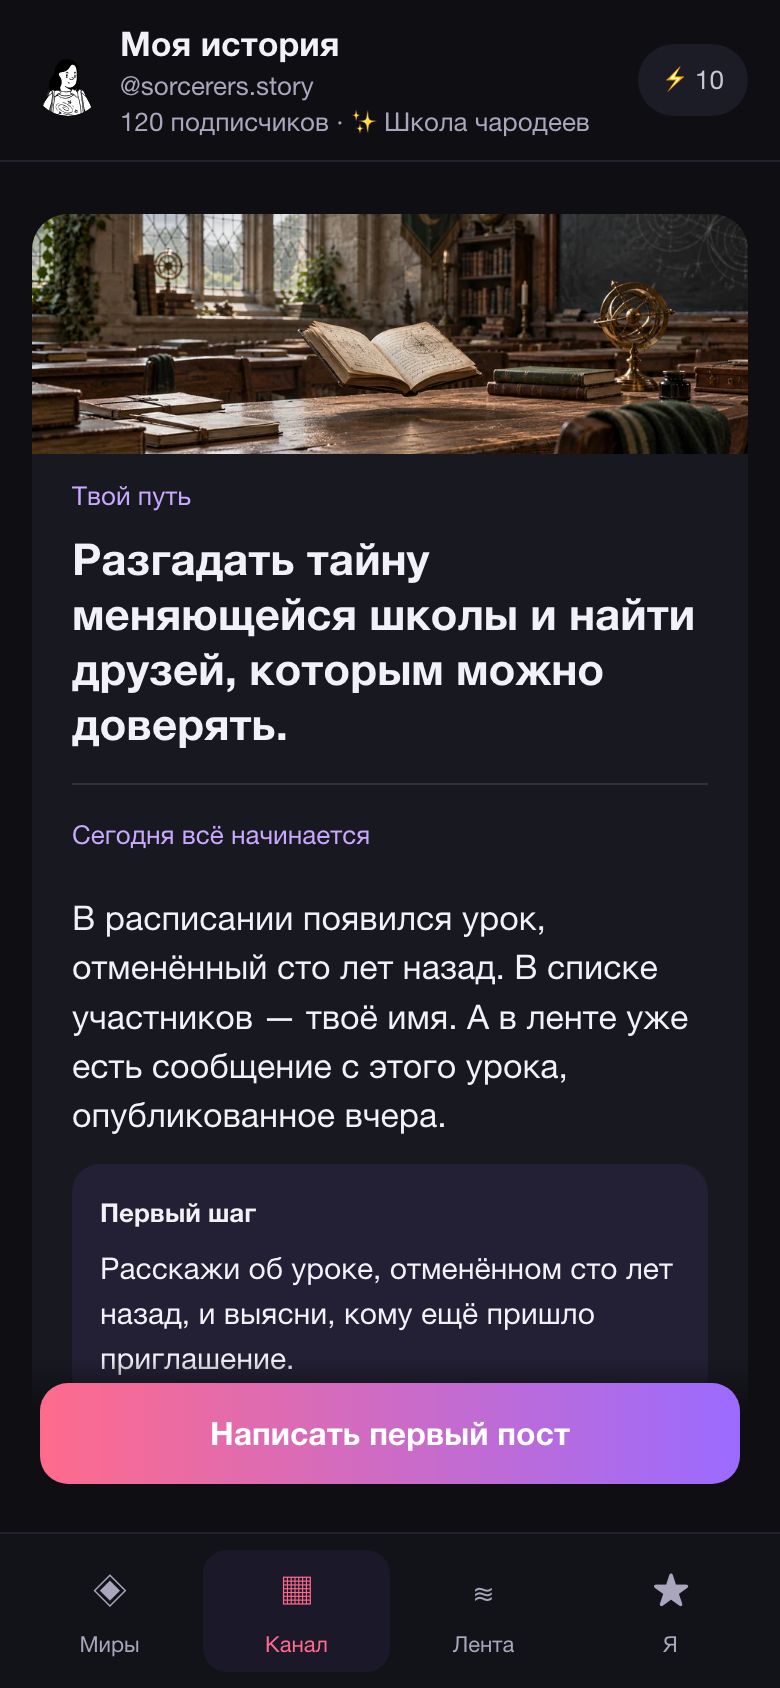 Моя история
@sorcerers.story
120 подписчиков · ✨ Школа чародеев
⚡ 10
Твой путь
Разгадать тайну
меняющейся школы и найти
друзей, которым можно
доверять.
Сегодня всё начинается
В расписании появился урок,
отменённый сто лет назад. В списке
участников — твоё имя. А в ленте уже
есть сообщение с этого урока,
опубликованное вчера.
Первый шаг
Расскажи об уроке, отменённом сто лет
назад, и выясни, кому ещё пришло
приглашение.
Написать первый пост
Миры
Канал
Лента
Я